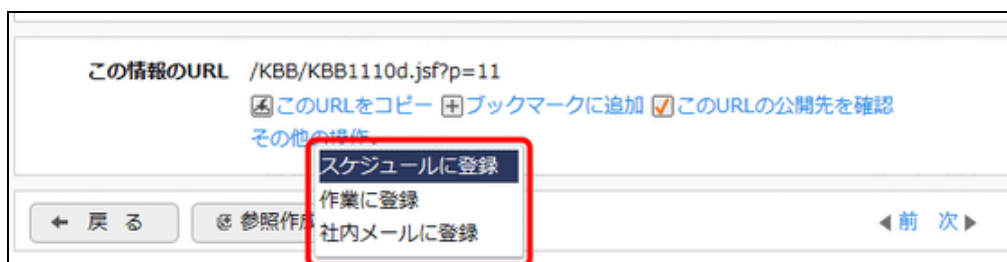 この情報のURL /KBB/KBB1110d.jsf?p=11
このURLをコピー ブックマークに追加 このURLの公開先を確認
その他の操作
スケジュールに登録
作業に登録
社内メールに登録
戻る 参照作成 前 次